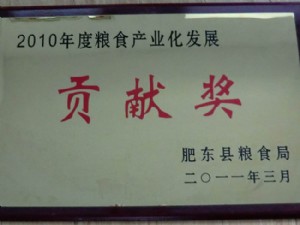 2010年度粮食产业化发展
贡献奖
肥东县粮食局
二〇一一年三月